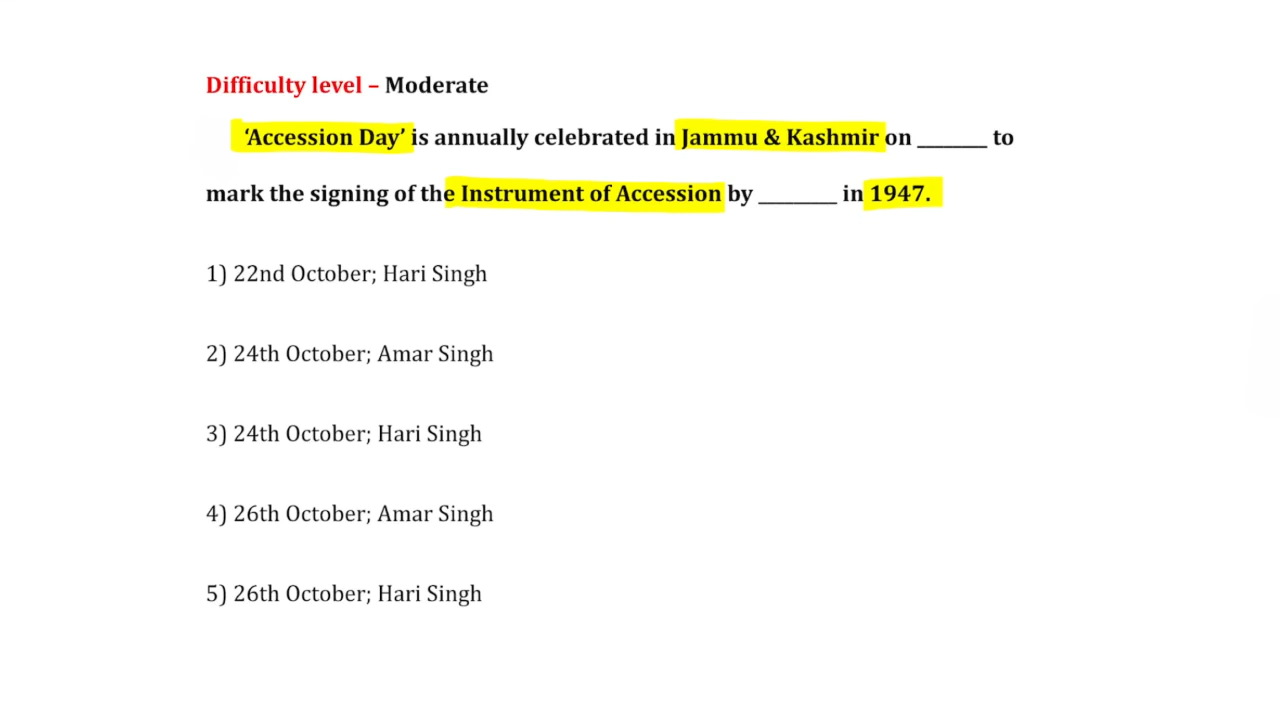 Difficulty level – Moderate
‘Accession Day’ is annually celebrated in Jammu & Kashmir on _______ to
mark the signing of the Instrument of Accession by ________ in 1947.
1) 22nd October; Hari Singh
2) 24th October; Amar Singh
3) 24th October; Hari Singh
4) 26th October; Amar Singh
5) 26th October; Hari Singh